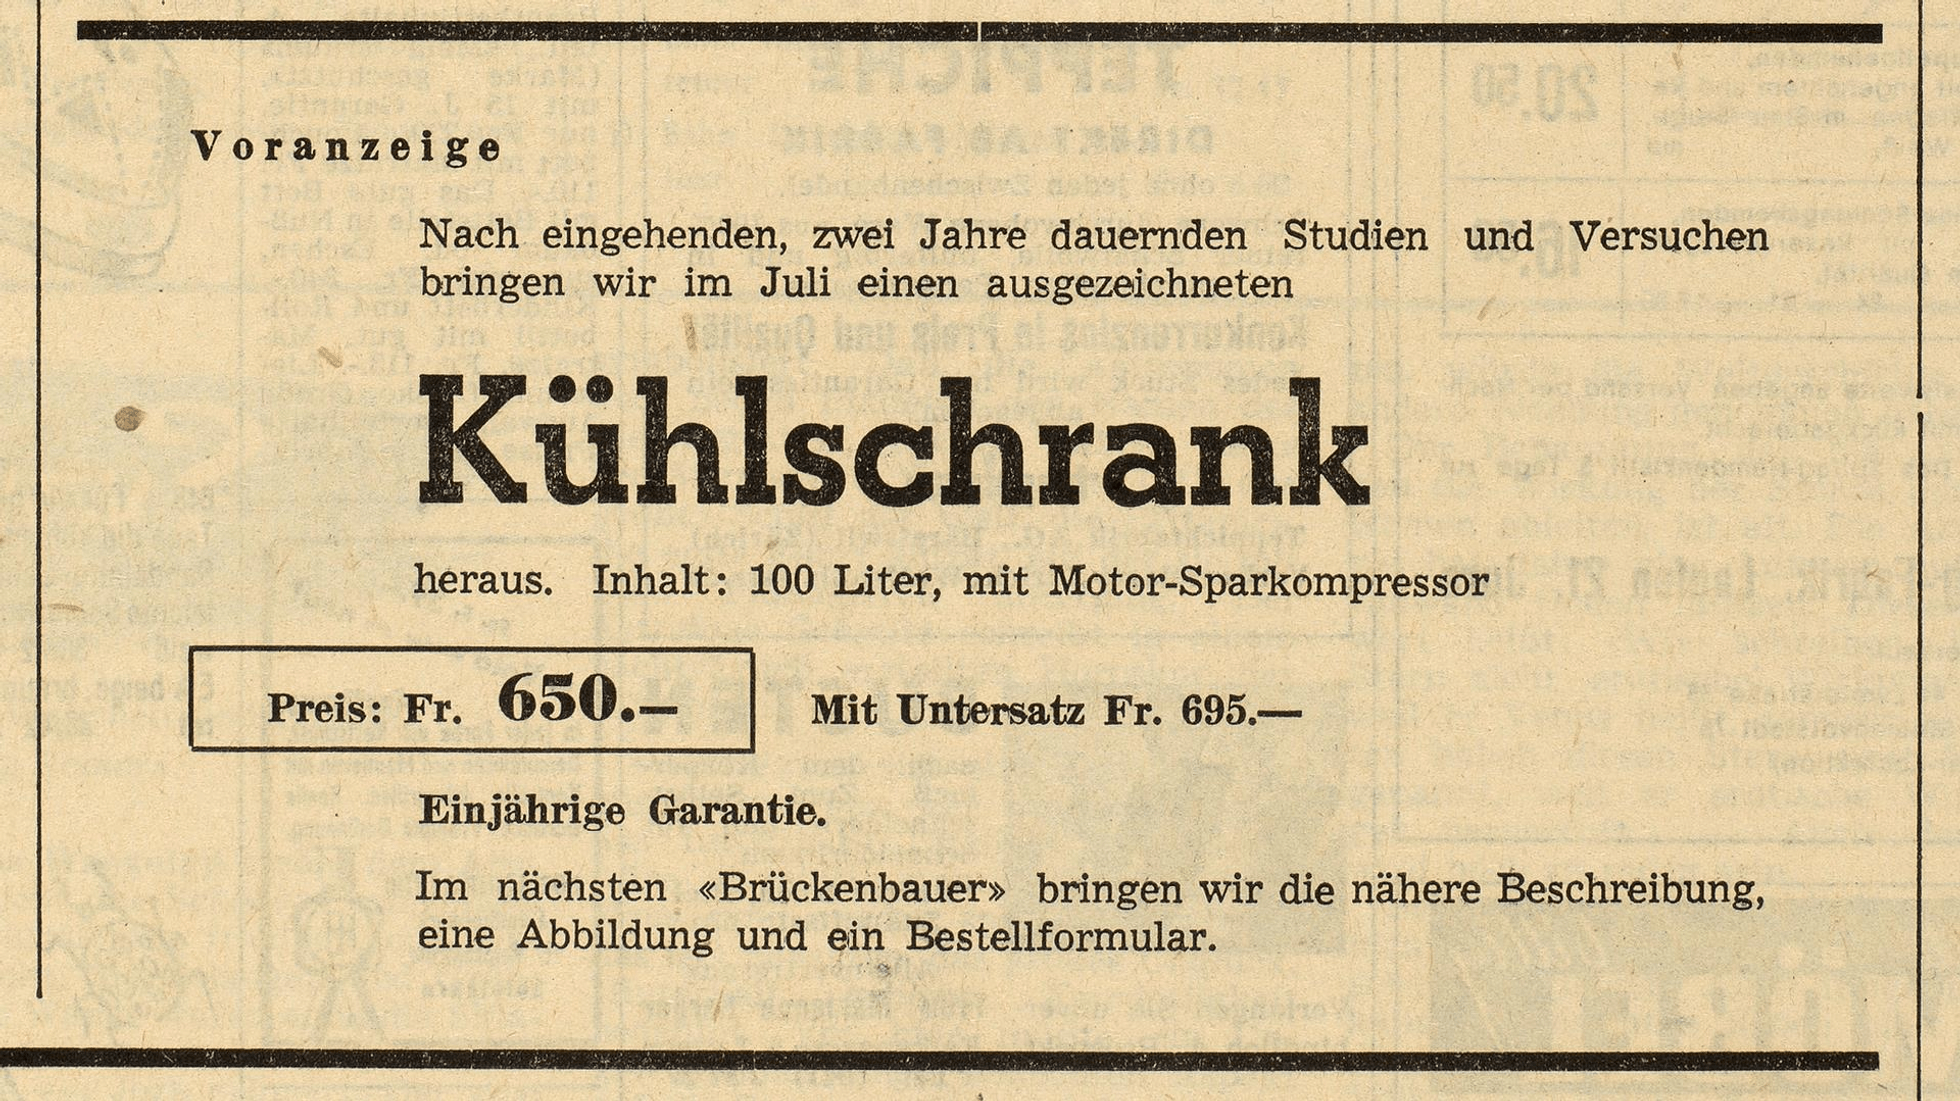 Voranzeige
Nach eingehenden, zwei Jahre dauernden Studien und Versuchen
bringen wir im Juli einen ausgezeichneten
Kühlschrank
heraus. Inhalt: 100 Liter, mit Motor-Sparkompressor
Preis: Fr. 650.— Mit Untersatz Fr. 695.—
Einjährige Garantie.
Im nächsten «Brückenbauer» bringen wir die nähere Beschreibung,
eine Abbildung und ein Bestellformular.